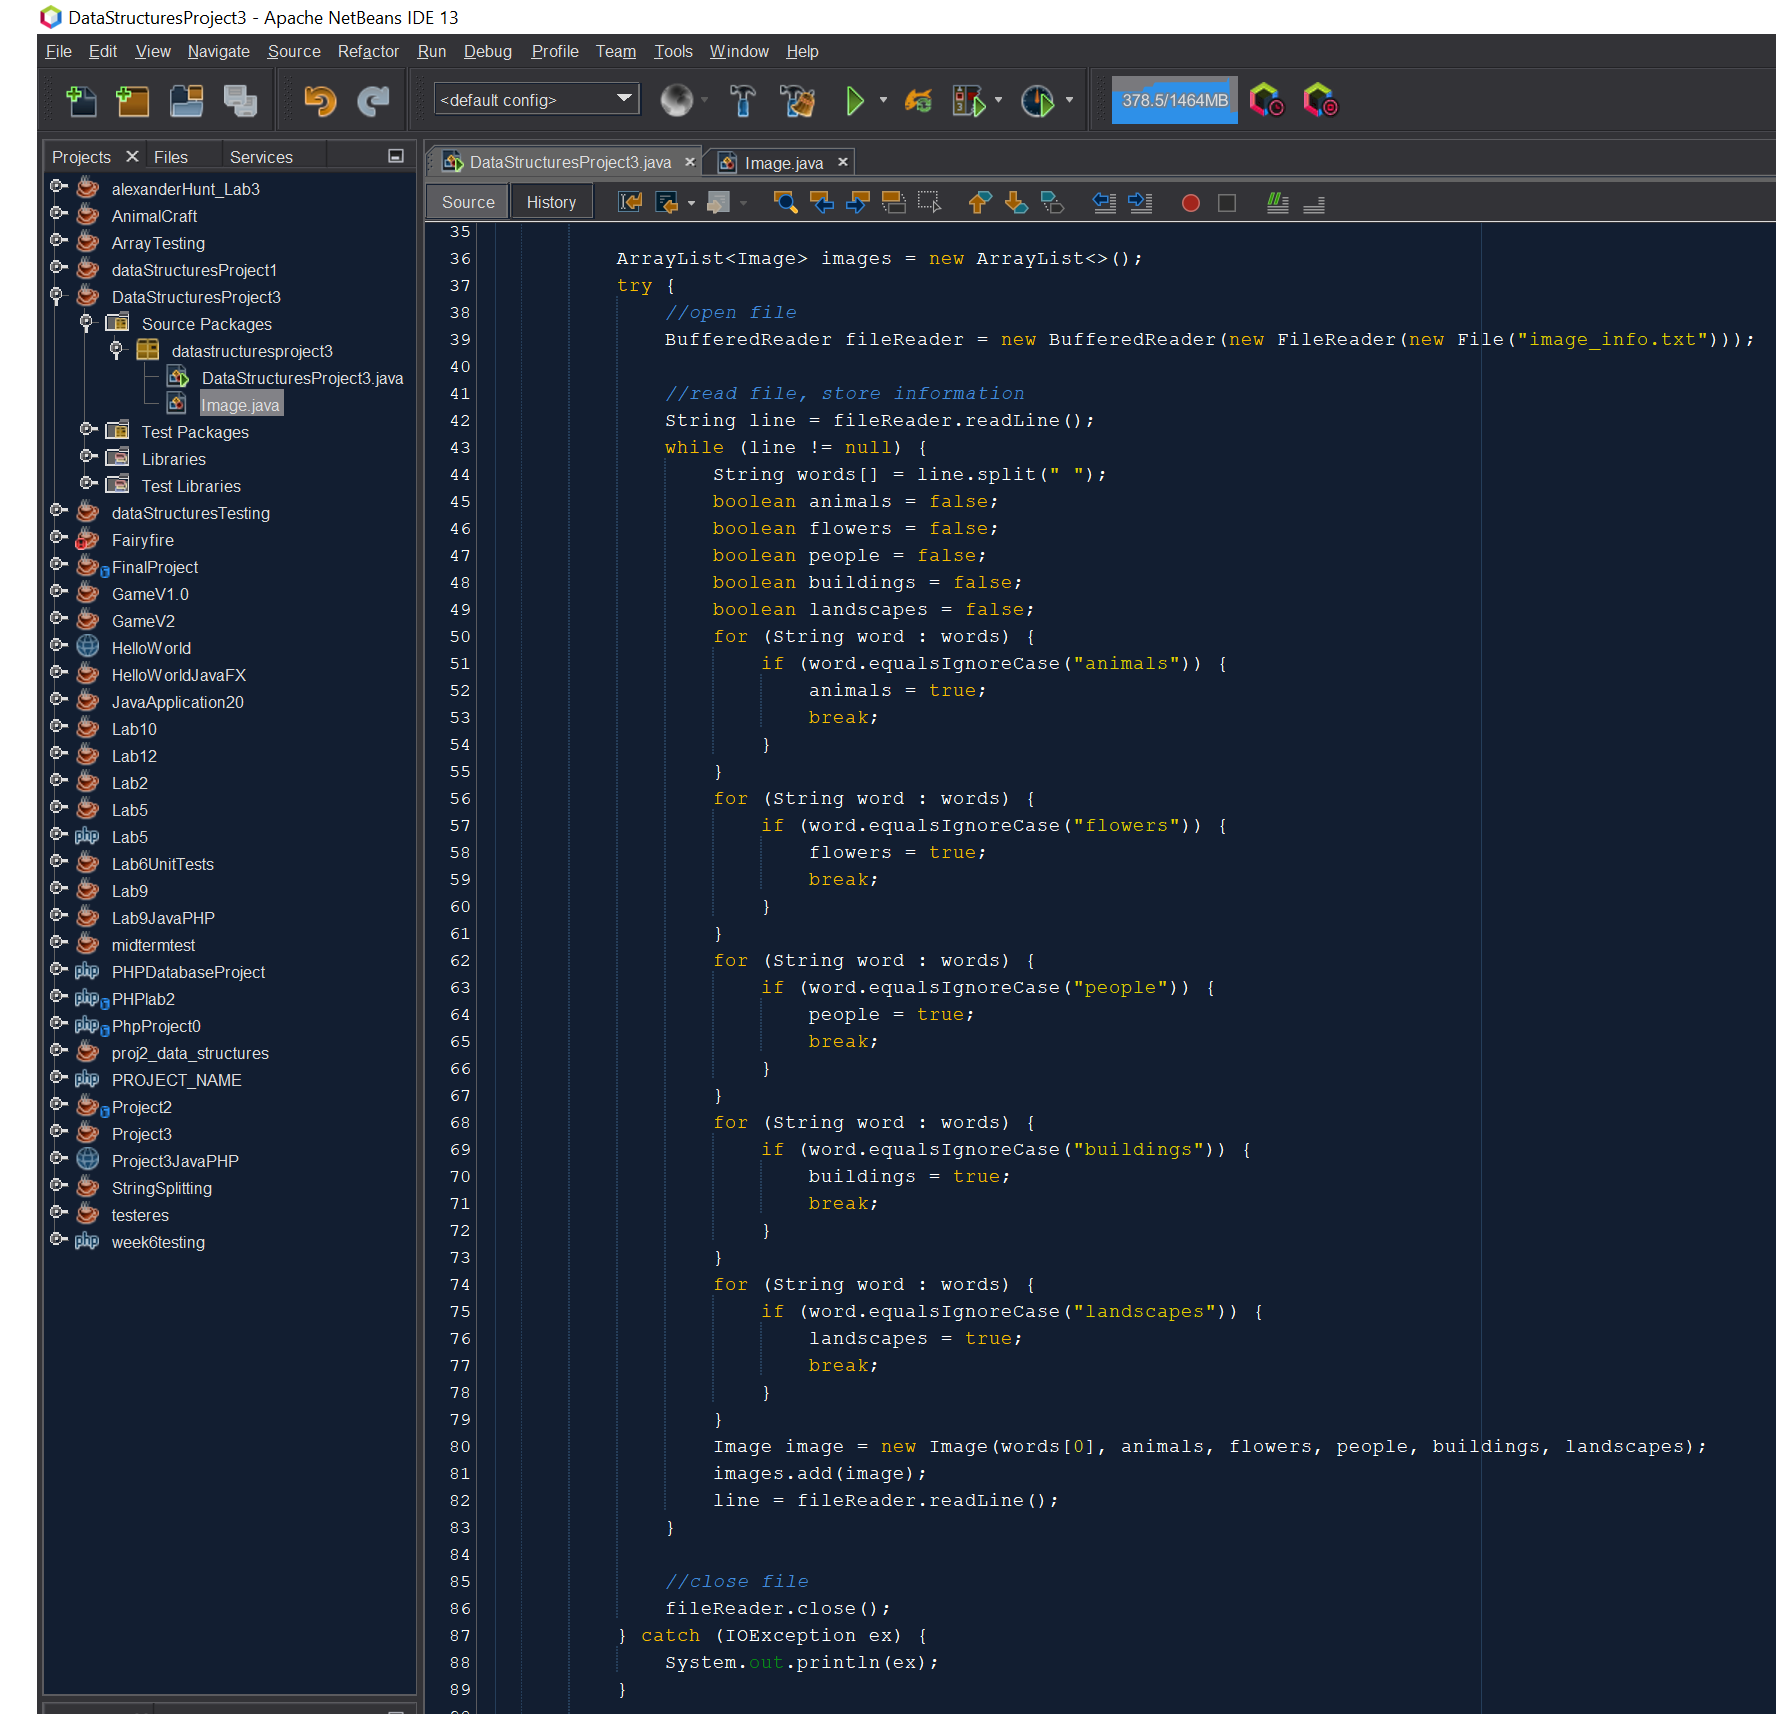 DataStructuresProject3 - Apache NetBeans IDE 13
File Edit View Navigate Source Refactor Run Debug Profile Team Tools Window Help
<default config>
378.5/1464MB
Projects Files Services
alexanderHunt_Lab3
AnimalCraft
ArrayTesting
dataStructuresProject1
DataStructuresProject3
Source Packages
datastructuresproject3
DataStructuresProject3.java
Image.java
Test Packages
Libraries
Test Libraries
dataStructuresTesting
Fairyfire
FinalProject
GameV1.0
GameV2
HelloWorld
HelloWorldJavaFX
JavaApplication20
Lab10
Lab12
Lab2
Lab5
php Lab5
Lab6UnitTests
Lab9
Lab9JavaPHP
midtermtest
php PHPDatabaseProject
php PHPlab2
php PhpProject0
proj2_data_structures
php PROJECT_NAME
Project2
Project3
Project3JavaPHP
StringSplitting
testeres
php week6testing
DataStructuresProject3.java Image.java
Source History
35
36 ArrayList<Image> images = new ArrayList<>();
37 try {
38 //open file
39 BufferedReader fileReader = new BufferedReader(new FileReader(new File("image_info.txt")));
40
41 //read file, store information
42 String line = fileReader.readLine();
43 while (line != null) {
44 String words[] = line.split(" ");
45 boolean animals = false;
46 boolean flowers = false;
47 boolean people = false;
48 boolean buildings = false;
49 boolean landscapes = false;
50 for (String word : words) {
51 if (word.equalsIgnoreCase("animals")) {
52 animals = true;
53 break;
54 }
55 }
56 for (String word : words) {
57 if (word.equalsIgnoreCase("flowers")) {
58 flowers = true;
59 break;
60 }
61 }
62 for (String word : words) {
63 if (word.equalsIgnoreCase("people")) {
64 people = true;
65 break;
66 }
67 }
68 for (String word : words) {
69 if (word.equalsIgnoreCase("buildings")) {
70 buildings = true;
71 break;
72 }
73 }
74 for (String word : words) {
75 if (word.equalsIgnoreCase("landscapes")) {
76 landscapes = true;
77 break;
78 }
79 }
80 Image image = new Image(words[0], animals, flowers, people, buildings, landscapes);
81 images.add(image);
82 line = fileReader.readLine();
83 }
84
85 //close file
86 fileReader.close();
87 } catch (IOException ex) {
88 System.out.println(ex);
89 }